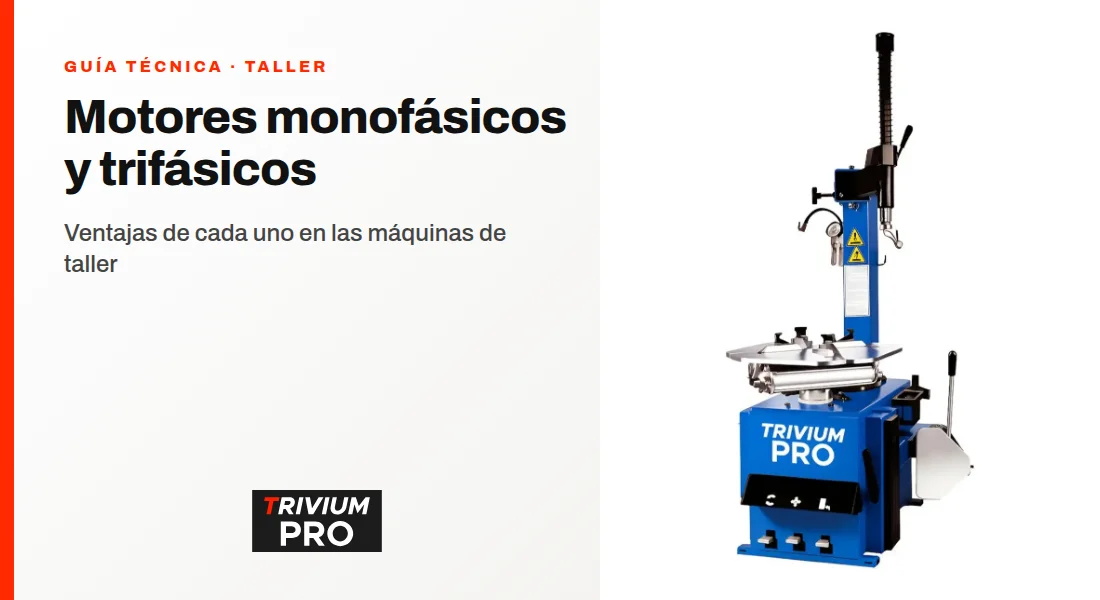 GUÍA TÉCNICA · TALLER
Motores monofásicos
y trifásicos
Ventajas de cada uno en las máquinas de
taller
TRIVIUM
PRO
TRIVIUM
PRO